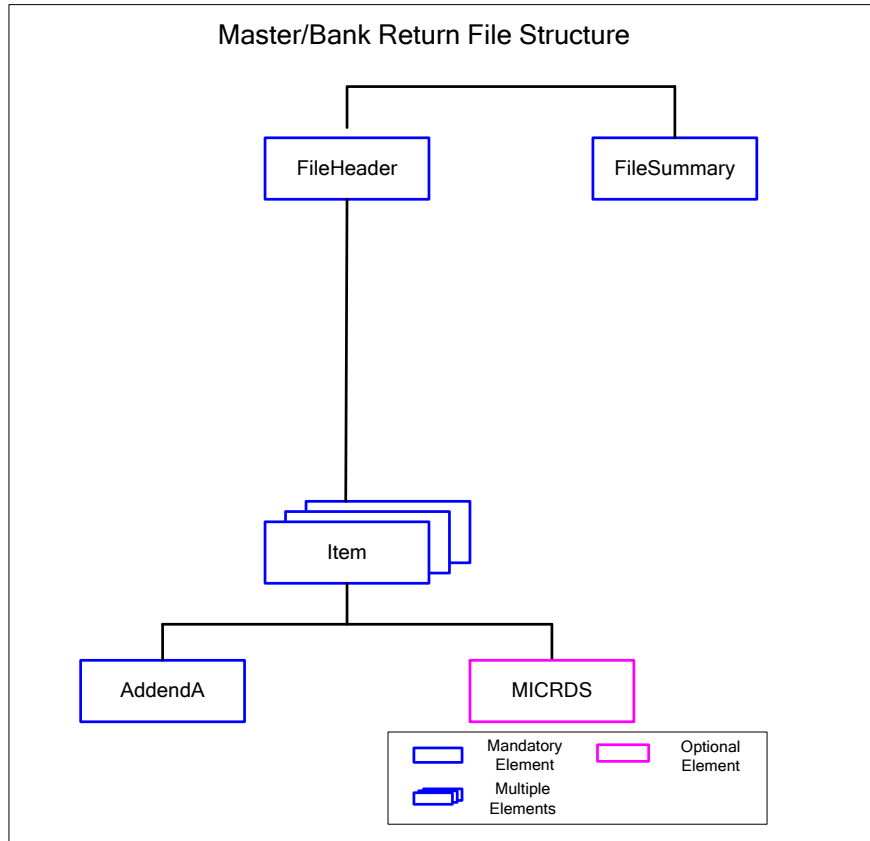 Master/Bank Return File Structure
FileHeader
FileSummary
Item
AddendA
MICRDS
Mandatory
Element
Optional
Element
Multiple
Elements